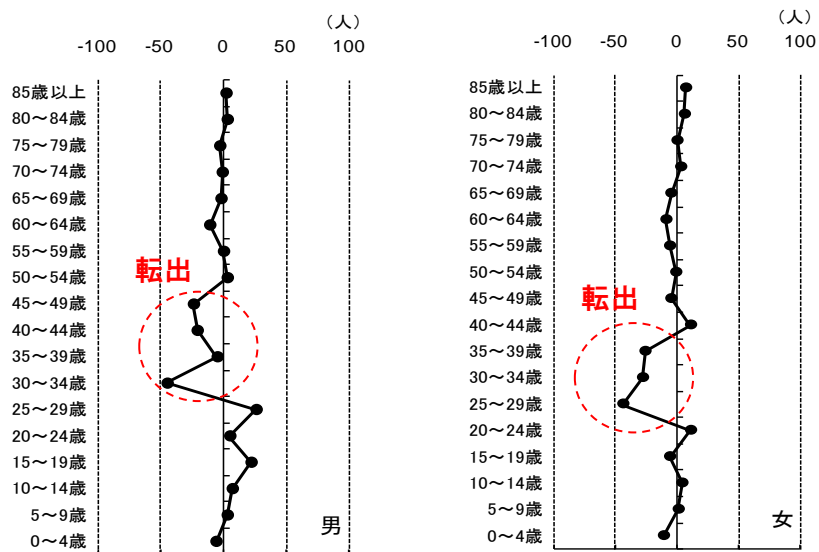 (人)
-100 -50 0 50 100
85歳以上
80～84歳
75～79歳
70～74歳
65～69歳
60～64歳
55～59歳
50～54歳
45～49歳
40～44歳
35～39歳
30～34歳
25～29歳
20～24歳
15～19歳
10～14歳
5～9歳
0～4歳
転出
男
(人)
-100 -50 0 50 100
85歳以上
80～84歳
75～79歳
70～74歳
65～69歳
60～64歳
55～59歳
50～54歳
45～49歳
40～44歳
35～39歳
30～34歳
25～29歳
20～24歳
15～19歳
10～14歳
5～9歳
0～4歳
転出
女